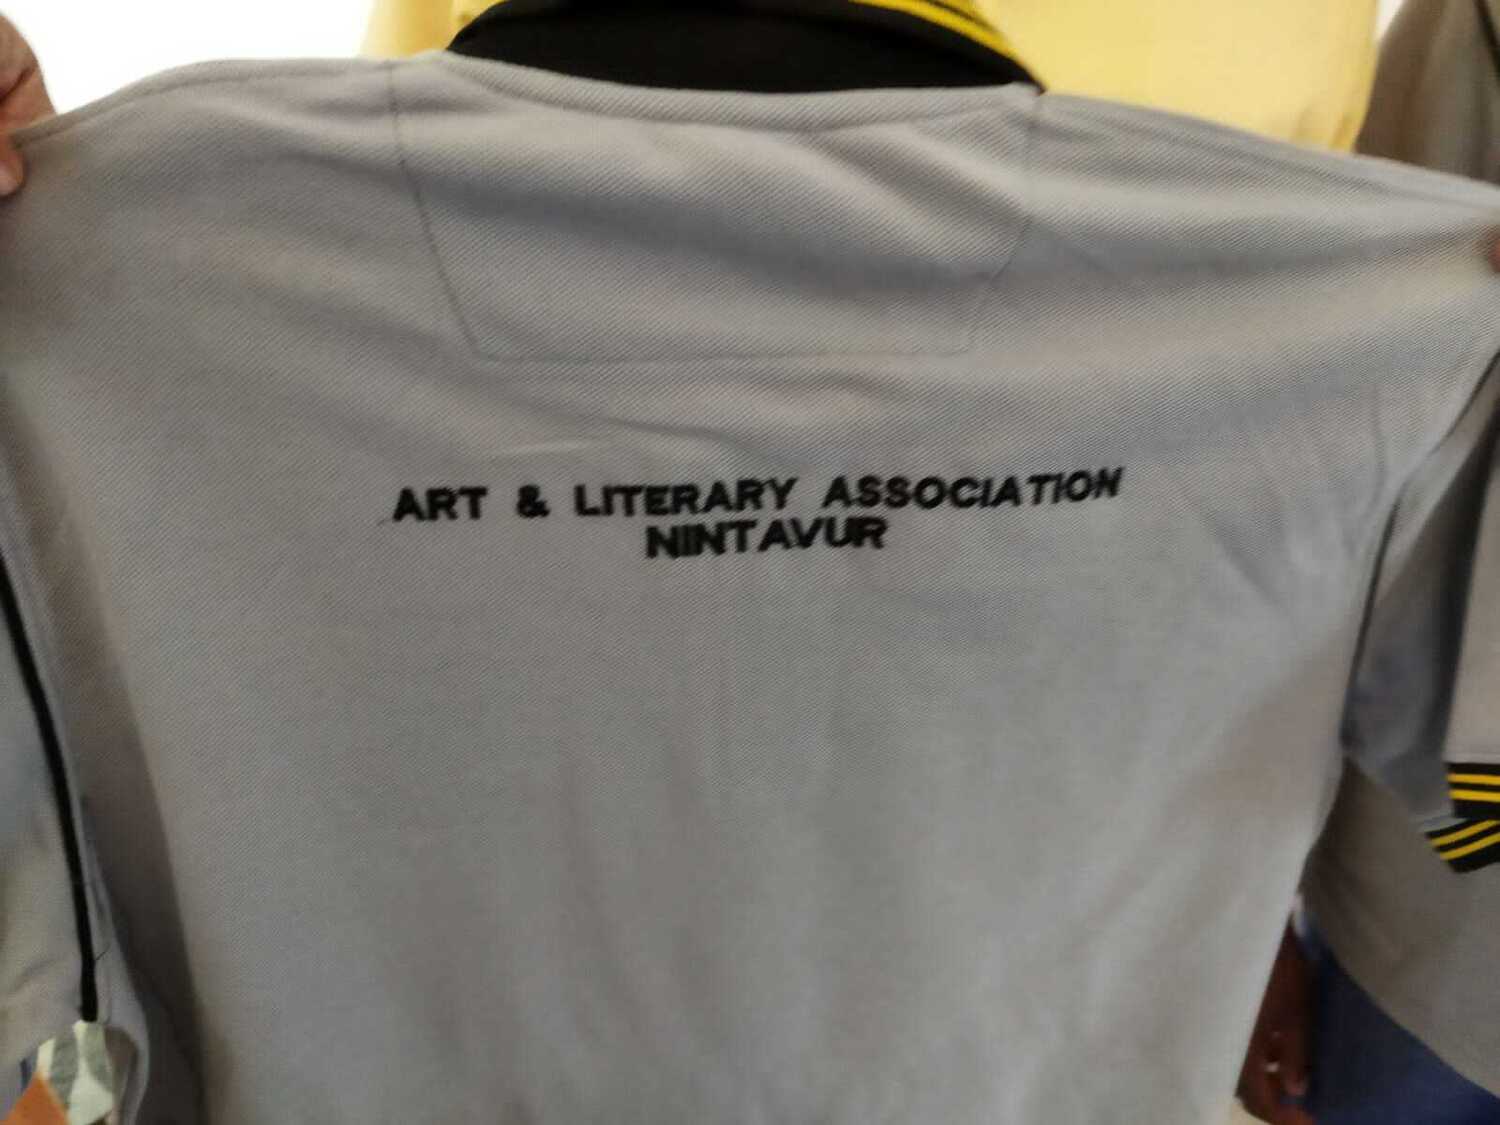 ART & LITERARY ASSOCIATION
NINTAVUR